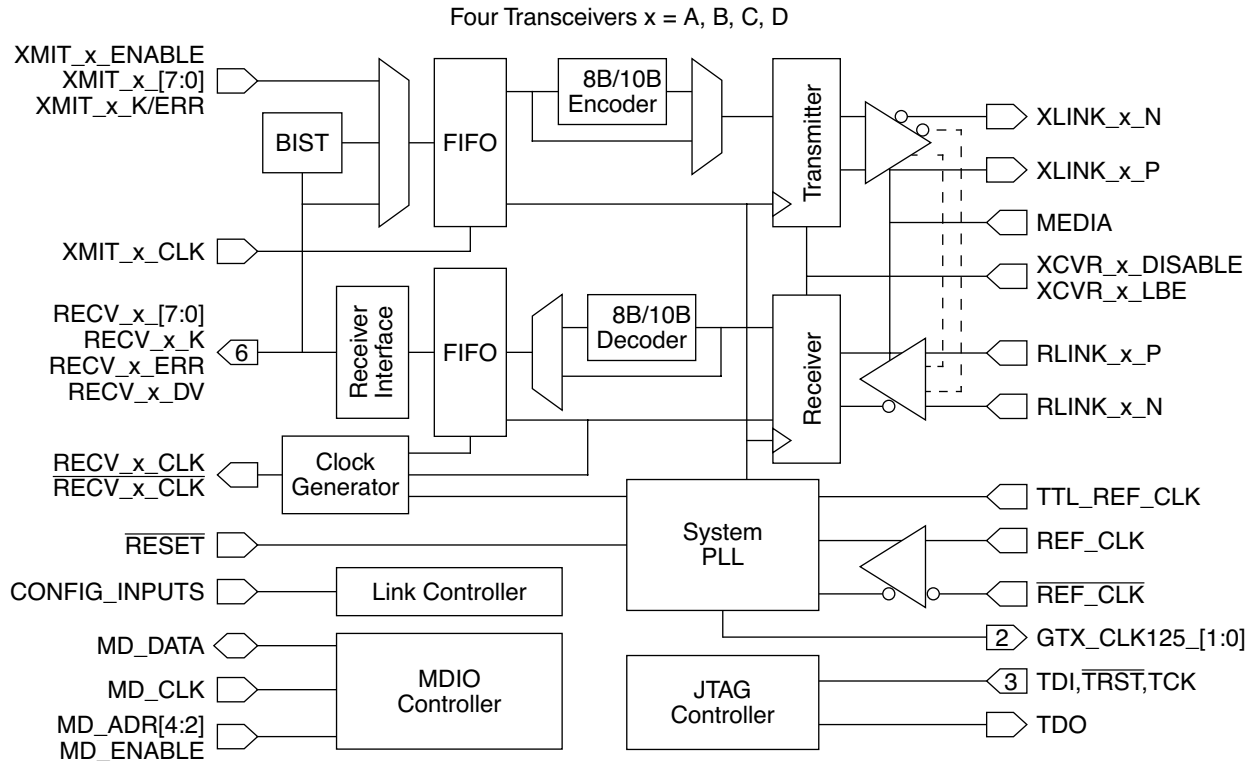 Four Transceivers x = A, B, C, D
XMIT_x_ENABLE
XMIT_x_[7:0]
XMIT_x_K/ERR
BIST
FIFO
8B/10B
Encoder
Transmitter
XLINK_x_N
XLINK_x_P
MEDIA
XMIT_x_CLK
XCVR_x_DISABLE
XCVR_x_LBE
RECV_x_[7:0]
RECV_x_K
RECV_x_ERR
RECV_x_DV
6
Receiver
Interface
FIFO
8B/10B
Decoder
Receiver
RLINK_x_P
RLINK_x_N
RECV_x_CLK
RECV_x_CLK
Clock
Generator
System
PLL
TTL_REF_CLK
REF_CLK
REF_CLK
RESET
CONFIG_INPUTS
Link Controller
2
GTX_CLK125_[1:0]
MD_DATA
MD_CLK
MD_ADR[4:2]
MD_ENABLE
MDIO
Controller
JTAG
Controller
3
TDI,TRST,TCK
TDO